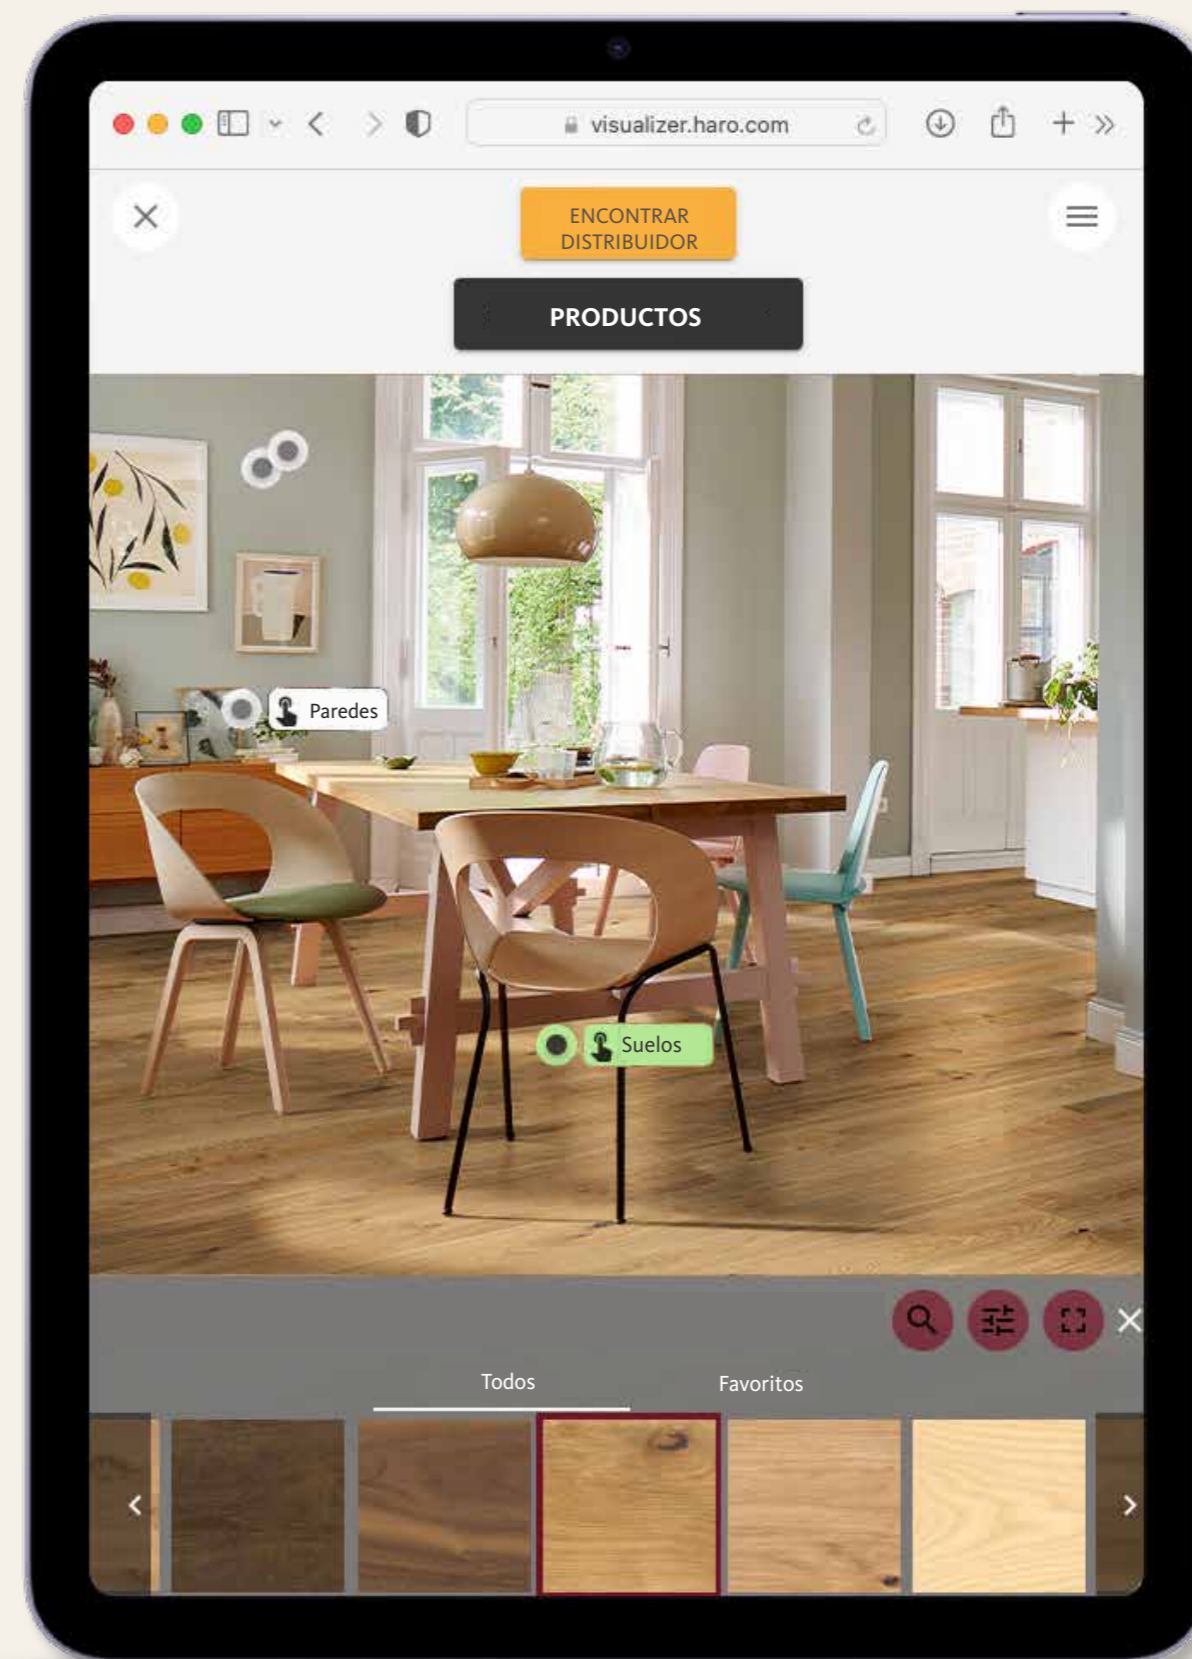 visualizer.haro.com
ENCONTRAR
DISTRIBUIDOR
PRODUCTOS
Paredes
Suelos
Todos
Favoritos